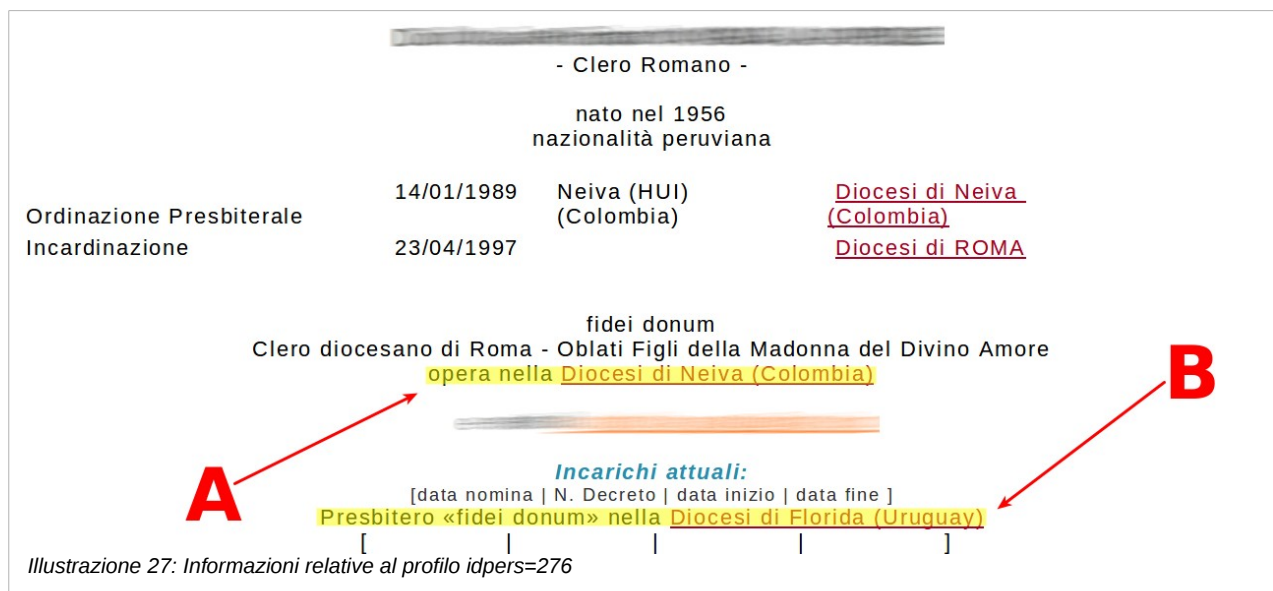 - Clero Romano -
nato nel 1956
nazionalità peruviana
14/01/1989 Neiva (HUI) Diocesi di Neiva
Ordinazione Presbiterale (Colombia) (Colombia)
Incardinazione 23/04/1997 Diocesi di ROMA
fidei donum
Clero diocesano di Roma - Oblati Figli della Madonna del Divino Amore
opera nella Diocesi di Neiva (Colombia)
B
A
Incarichi attuali:
[data nomina | N. Decreto | data inizio | data fine ]
Presbitero «fidei donum» nella Diocesi di Florida (Uruguay)
[ | | | ]
Illustrazione 27: Informazioni relative al profilo idpers=276